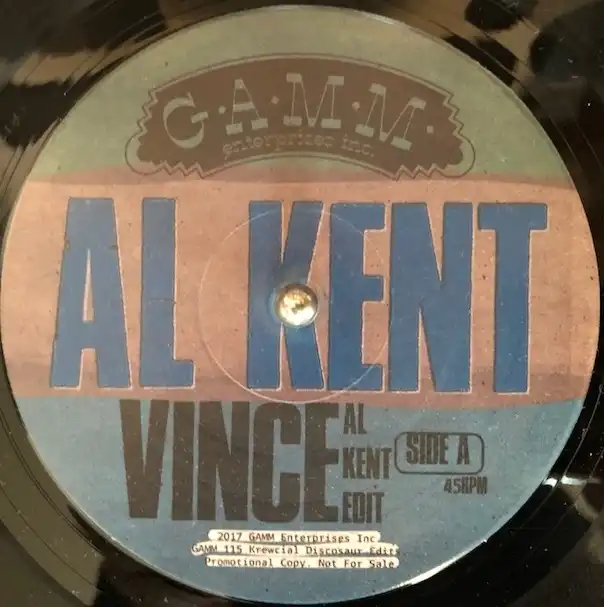 G·A·M·M·
enterprises inc.
AL KENT
VINCE AL KENT EDIT
SIDE A
45RPM
2017 GAMM Enterprises Inc.
GAMM 115 Krewcial Discosaur Edits
Promotional Copy. Not For Sale